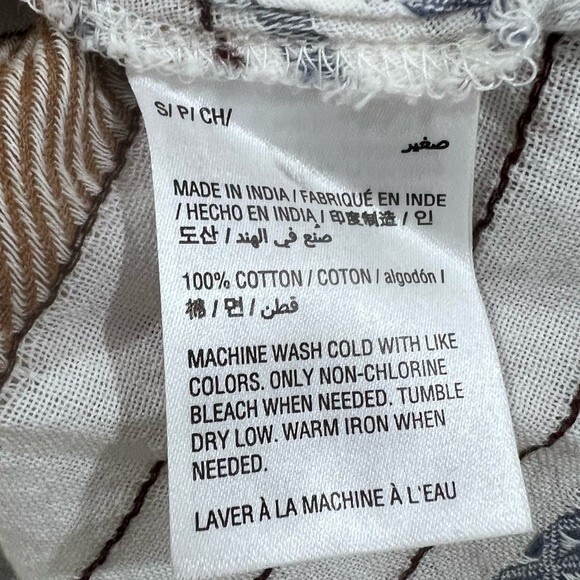 S/ P/ CH/
صغير
MADE IN INDIA / FABRIQUÉ EN INDE
/ HECHO EN INDIA / 印度制造 / 인
도산 / صنع في الهند
100% COTTON / COTON / algodón /
棉 / 면 / قطن
MACHINE WASH COLD WITH LIKE
COLORS. ONLY NON-CHLORINE
BLEACH WHEN NEEDED. TUMBLE
DRY LOW. WARM IRON WHEN
NEEDED.
LAVER À LA MACHINE À L'EAU